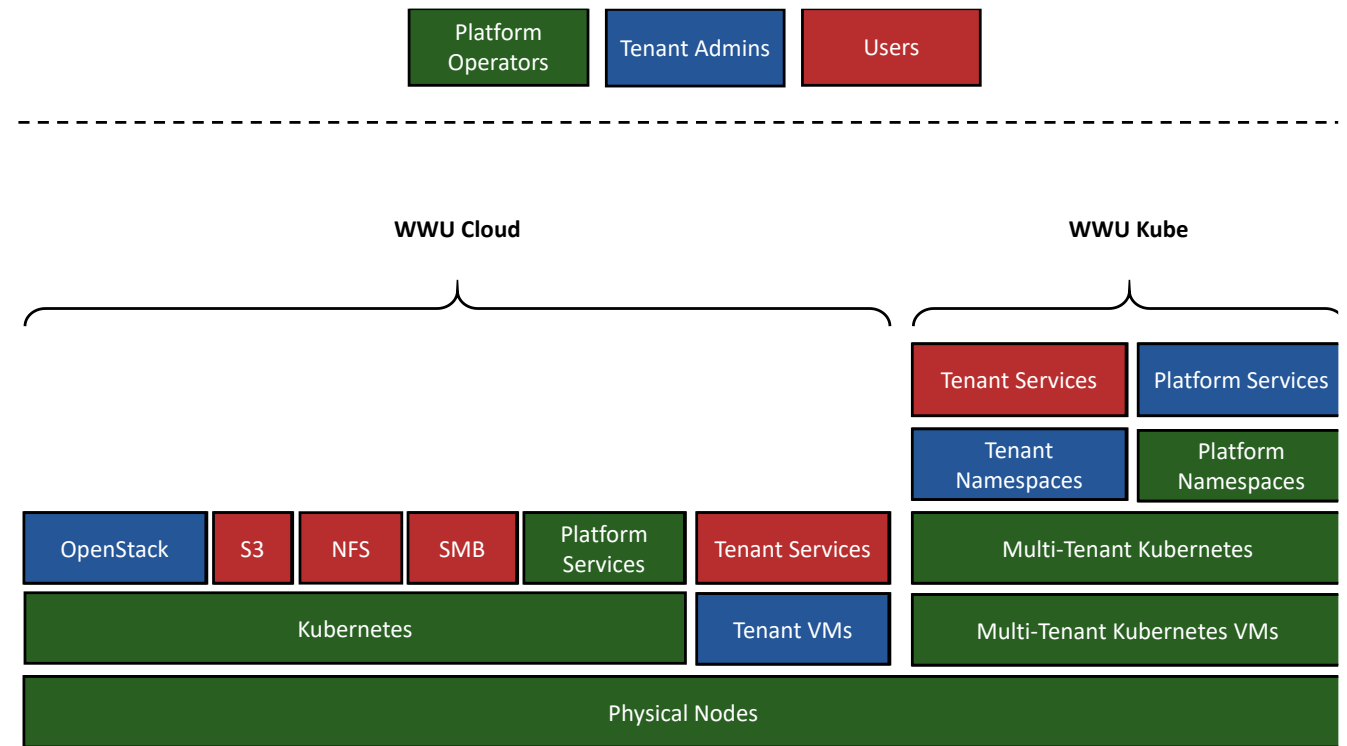 Platform
Operators
Tenant Admins
Users
WWU Cloud
WWU Kube
Tenant Services
Platform Services
Tenant
Namespaces
Platform
Namespaces
OpenStack
S3
NFS
SMB
Platform
Services
Tenant Services
Multi-Tenant Kubernetes
Kubernetes
Tenant VMs
Multi-Tenant Kubernetes VMs
Physical Nodes